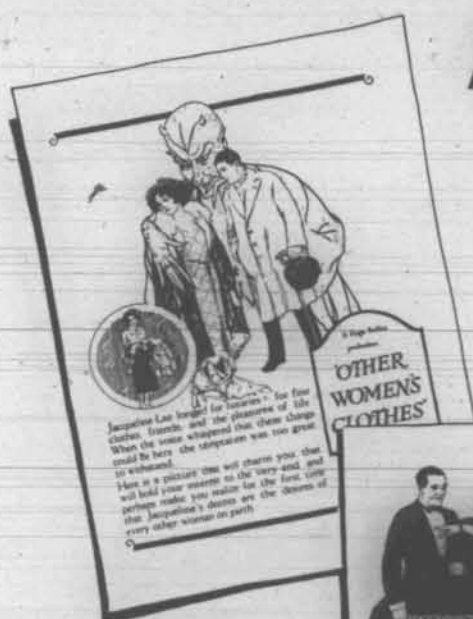 A Hugo Ballin
production
'OTHER
WOMEN'S
CLOTHES'
Jacqueline Lee longed for luxuries - for fine
clothes, friends, and the pleasures of life
When the voice whispered that these things
could be hers the temptation was too great
to withstand.
Here is a picture that will charm you, that
will hold your interest to the very end, and
perhaps make you realize for the first time
that Jacqueline's desires are the desires of
every other woman on earth